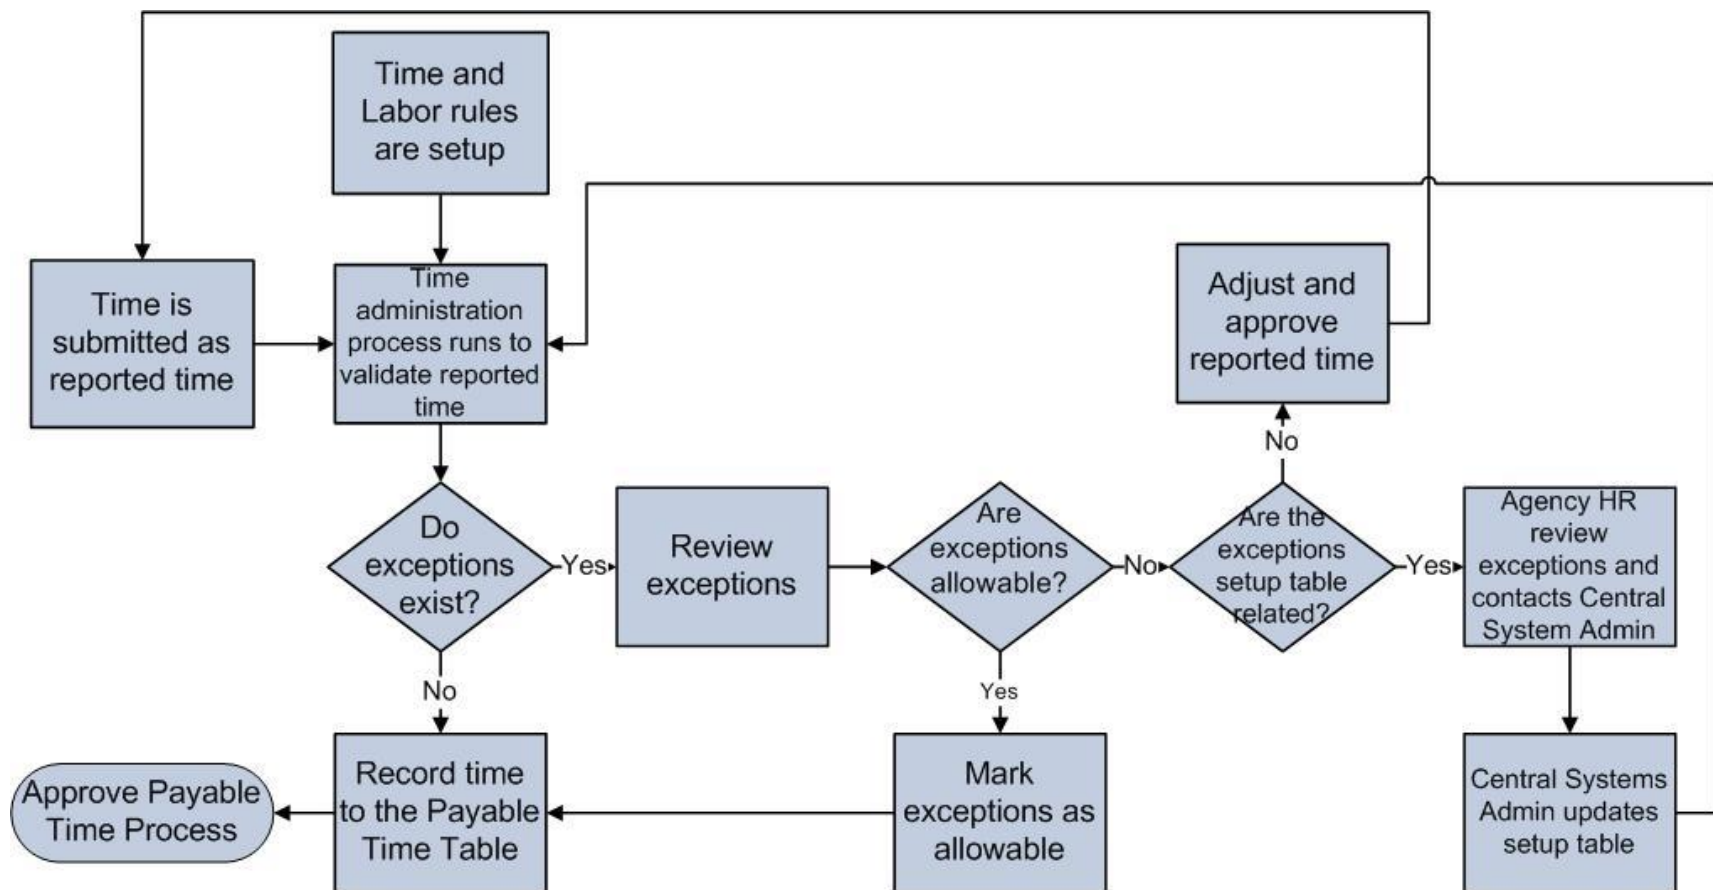 Time and
Labor rules
are setup
Time is
submitted as
reported time
Time
administration
process runs to
validate reported
time
Adjust and
approve
reported time
No
Do
exceptions
exist?
Yes
Review
exceptions
Are
exceptions
allowable?
No
Are the
exceptions
setup table
related?
Yes
Agency HR
review
exceptions and
contacts Central
System Admin
No
Yes
Approve Payable
Time Process
Record time
to the Payable
Time Table
Mark
exceptions as
allowable
Central Systems
Admin updates
setup table